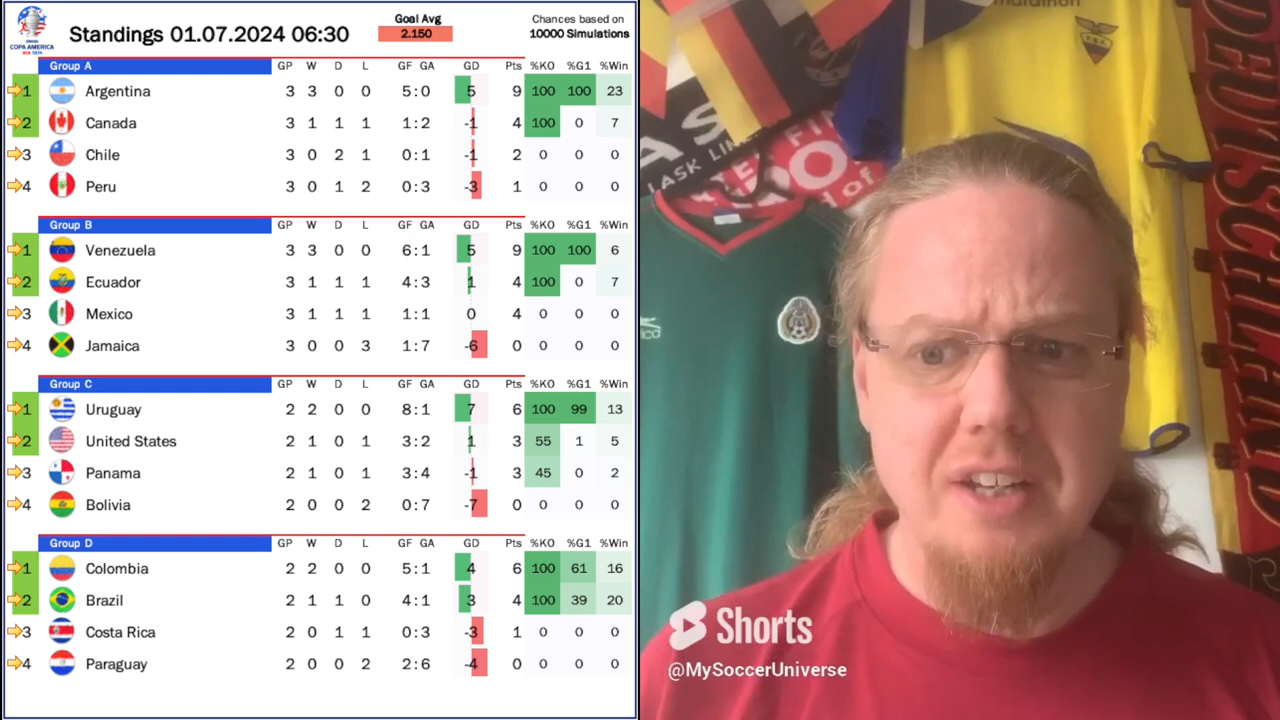 COPA AMERICA
Standings 01.07.2024 06:30
Goal Avg
2.150
Chances based on
10000 Simulations
Group A GP W D L GF GA GD Pts %KO %G1 %Win
1 Argentina 3 3 0 0 5:0 5 9 100 100 23
2 Canada 3 1 1 1 1:2 -1 4 100 0 7
3 Chile 3 0 2 1 0:1 -1 2 0 0 0
4 Peru 3 0 1 2 0:3 -3 1 0 0 0
Group B GP W D L GF GA GD Pts %KO %G1 %Win
1 Venezuela 3 3 0 0 6:1 5 9 100 100 6
2 Ecuador 3 1 1 1 4:3 1 4 100 0 7
3 Mexico 3 1 1 1 1:1 0 4 0 0 0
4 Jamaica 3 0 0 3 1:7 -6 0 0 0 0
Group C GP W D L GF GA GD Pts %KO %G1 %Win
1 Uruguay 2 2 0 0 8:1 7 6 100 99 13
2 United States 2 1 0 1 3:2 1 3 55 1 5
3 Panama 2 1 0 1 3:4 -1 3 45 0 2
4 Bolivia 2 0 0 2 0:7 -7 0 0 0 0
Group D GP W D L GF GA GD Pts %KO %G1 %Win
1 Colombia 2 2 0 0 5:1 4 6 100 61 16
2 Brazil 2 1 1 0 4:1 3 4 100 39 20
3 Costa Rica 2 0 1 1 0:3 -3 1 0 0 0
4 Paraguay 2 0 0 2 2:6 -4 0 0 0 0
marathon
LASK LIN
DEUTSCHLAND
Shorts
@MySoccerUniverse